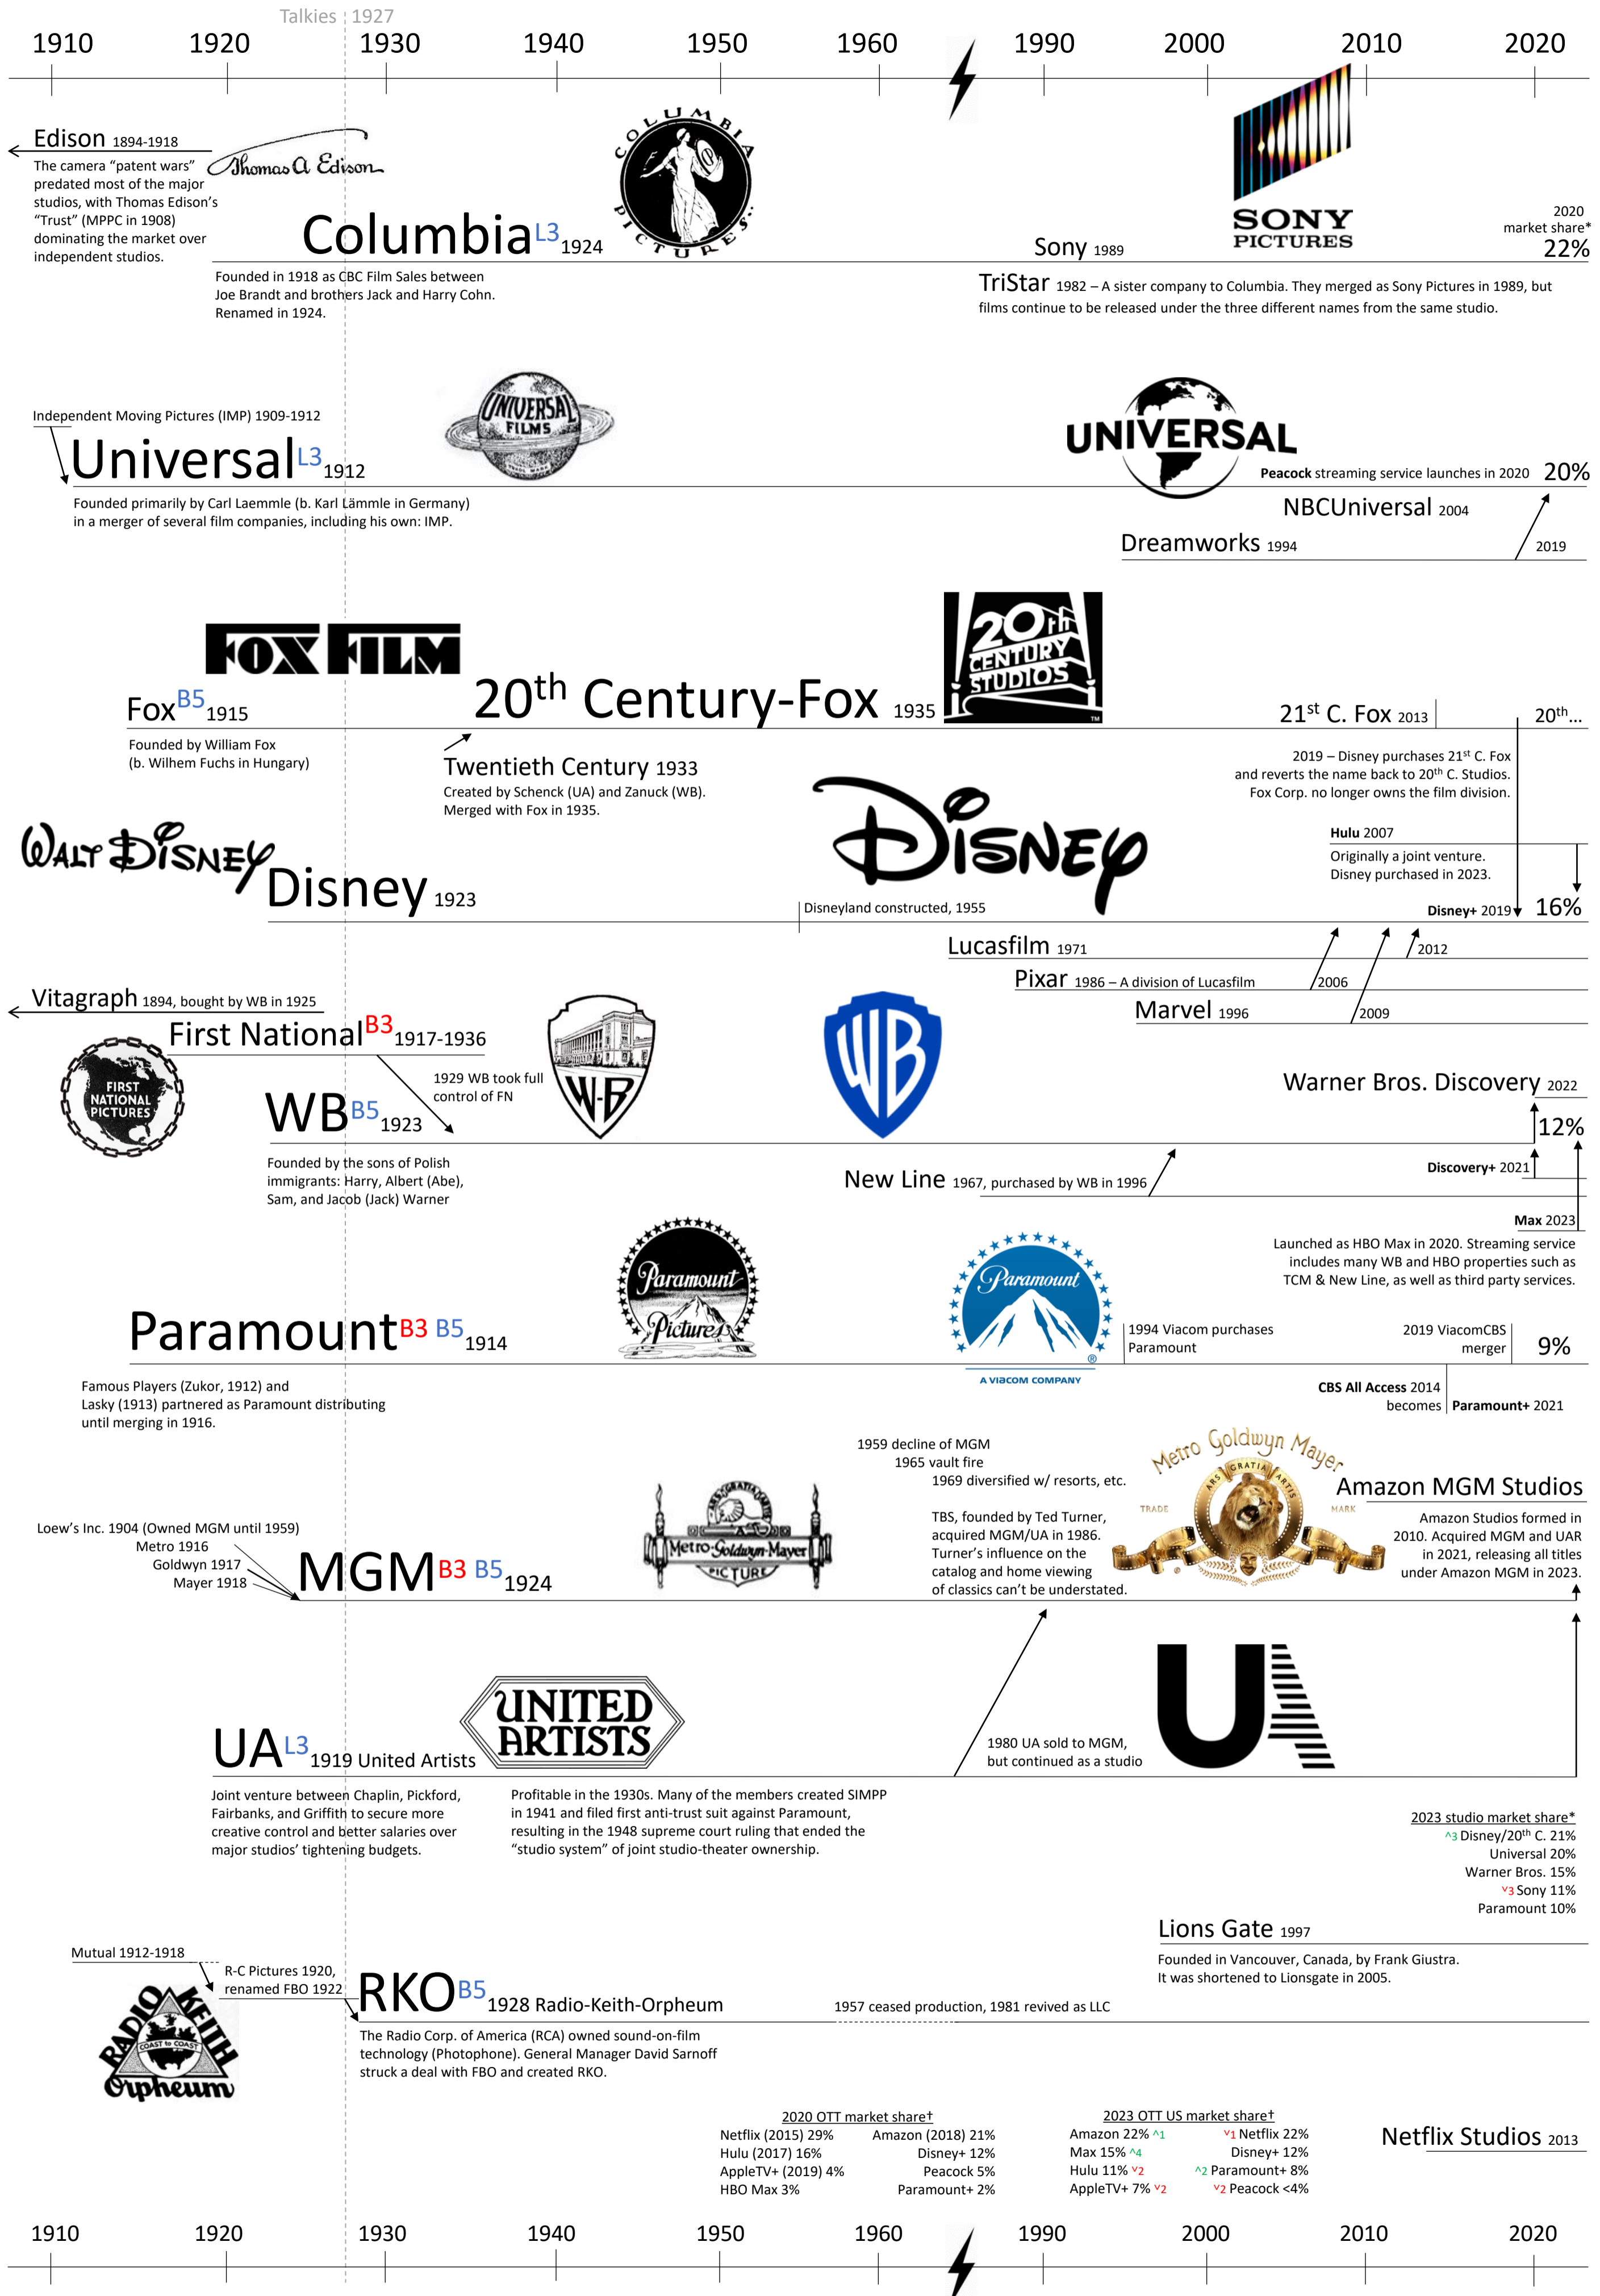 Talkies 1927
1910 1920 1930 1940 1950 1960 1990 2000 2010 2020
Edison 1894-1918
The camera “patent wars”
predated most of the major
studios, with Thomas Edison’s
“Trust” (MPPC in 1908)
dominating the market over
independent studios.
Thomas A Edison
COLUMBIA
PICTURES
SONY
PICTURES
2020
market share*
22%
Columbia L3 1924
Sony 1989
Founded in 1918 as CBC Film Sales between
Joe Brandt and brothers Jack and Harry Cohn.
Renamed in 1924.
TriStar 1982 – A sister company to Columbia. They merged as Sony Pictures in 1989, but
films continue to be released under the three different names from the same studio.
Independent Moving Pictures (IMP) 1909-1912
UNIVERSAL
FILMS
UNIVERSAL
Universal L3 1912
Peacock streaming service launches in 2020 20%
Founded primarily by Carl Laemmle (b. Karl Lämmle in Germany)
in a merger of several film companies, including his own: IMP.
NBCUniversal 2004
Dreamworks 1994
2019
FOX FILM
20th
CENTURY
STUDIOS
TM
Fox B5 1915
20th Century-Fox 1935
21st C. Fox 2013
20th...
Founded by William Fox
(b. Wilhem Fuchs in Hungary)
Twentieth Century 1933
Created by Schenck (UA) and Zanuck (WB).
Merged with Fox in 1935.
2019 – Disney purchases 21st C. Fox
and reverts the name back to 20th C. Studios.
Fox Corp. no longer owns the film division.
Hulu 2007
Originally a joint venture.
Disney purchased in 2023.
WALT DISNEY
Disney
Disney 1923
Disneyland constructed, 1955
Disney+ 2019 16%
Lucasfilm 1971
2012
Pixar 1986 – A division of Lucasfilm
2006
Marvel 1996
2009
Vitagraph 1894, bought by WB in 1925
First National B3 1917-1936
FIRST
NATIONAL
PICTURES
1929 WB took full
control of FN
W-B
WB
Warner Bros. Discovery 2022
WB B5 1923
12%
Founded by the sons of Polish
immigrants: Harry, Albert (Abe),
Sam, and Jacob (Jack) Warner
New Line 1967, purchased by WB in 1996
Discovery+ 2021
Max 2023
Launched as HBO Max in 2020. Streaming service
includes many WB and HBO properties such as
TCM & New Line, as well as third party services.
Paramount
Pictures
Paramount
®
A VIACOM COMPANY
Paramount B3 B5 1914
1994 Viacom purchases
Paramount
2019 ViacomCBS
merger
9%
Famous Players (Zukor, 1912) and
Lasky (1913) partnered as Paramount distributing
until merging in 1916.
CBS All Access 2014
becomes Paramount+ 2021
1959 decline of MGM
1965 vault fire
1969 diversified w/ resorts, etc.
TBS, founded by Ted Turner,
acquired MGM/UA in 1986.
Turner’s influence on the
catalog and home viewing
of classics can’t be understated.
Metro Goldwyn Mayer
ARS GRATIA ARTIS
TRADE MARK
Amazon MGM Studios
Amazon Studios formed in
2010. Acquired MGM and UAR
in 2021, releasing all titles
under Amazon MGM in 2023.
Loew’s Inc. 1904 (Owned MGM until 1959)
Metro 1916
Goldwyn 1917
Mayer 1918
MGM B3 B5 1924
ARS GRATIA ARTIS
Metro-Goldwyn-Mayer
PICTURE
UNITED
ARTISTS
UA
UA L3 1919 United Artists
1980 UA sold to MGM,
but continued as a studio
Joint venture between Chaplin, Pickford,
Fairbanks, and Griffith to secure more
creative control and better salaries over
major studios’ tightening budgets.
Profitable in the 1930s. Many of the members created SIMPP
in 1941 and filed first anti-trust suit against Paramount,
resulting in the 1948 supreme court ruling that ended the
“studio system” of joint studio-theater ownership.
2023 studio market share*
^3 Disney/20th C. 21%
Universal 20%
Warner Bros. 15%
v3 Sony 11%
Paramount 10%
Lions Gate 1997
Founded in Vancouver, Canada, by Frank Giustra.
It was shortened to Lionsgate in 2005.
Mutual 1912-1918
R-C Pictures 1920,
renamed FBO 1922
RADIO KEITH
COAST to COAST
Orpheum
RKO B5 1928 Radio-Keith-Orpheum
1957 ceased production, 1981 revived as LLC
The Radio Corp. of America (RCA) owned sound-on-film
technology (Photophone). General Manager David Sarnoff
struck a deal with FBO and created RKO.
2020 OTT market share†
Netflix (2015) 29% Amazon (2018) 21%
Hulu (2017) 16% Disney+ 12%
AppleTV+ (2019) 4% Peacock 5%
HBO Max 3% Paramount+ 2%
2023 OTT US market share†
Amazon 22% ^1 v1 Netflix 22%
Max 15% ^4 Disney+ 12%
Hulu 11% v2 ^2 Paramount+ 8%
AppleTV+ 7% v2 v2 Peacock <4%
Netflix Studios 2013
1910 1920 1930 1940 1950 1960 1990 2000 2010 2020